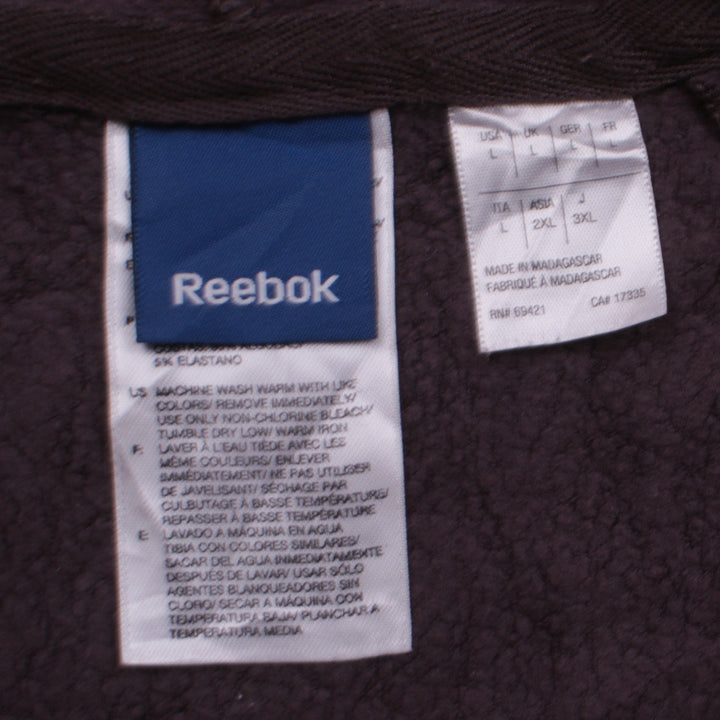 Reebok
5% ELASTANO
US MACHINE WASH WARM WITH LIKE
COLORS/ REMOVE IMMEDIATELY/
USE ONLY NON-CHLORINE BLEACH/
TUMBLE DRY LOW/ WARM IRON
F: LAVER À L'EAU TIÈDE AVEC LES
MÊME COULEURS/ ENLEVER
IMMÉDIATEMENT/ NE PAS UTILISER
DE JAVELISANT/ SÉCHAGE PAR
CULBUTAGE À BASSE TEMPÉRATURE/
REPASSER À BASSE TEMPÉRATURE
E: LAVADO A MÁQUINA EN AGUA
TIBIA CON COLORES SIMILARES/
SACAR DEL AGUA INMEDIATAMENTE
DESPUÉS DE LAVAR/ USAR SÓLO
AGENTES BLANQUEADORES SIN
CLORO/ SECAR A MÁQUINA CON
TEMPERATURA BAJA/ PLANCHAR A
TEMPERATURA MEDIA
USA UK GER FR
L L L L
ITA ASIA J
L 2XL 3XL
MADE IN MADAGASCAR
FABRIQUÉ À MADAGASCAR
RN# 69421 CA# 17335